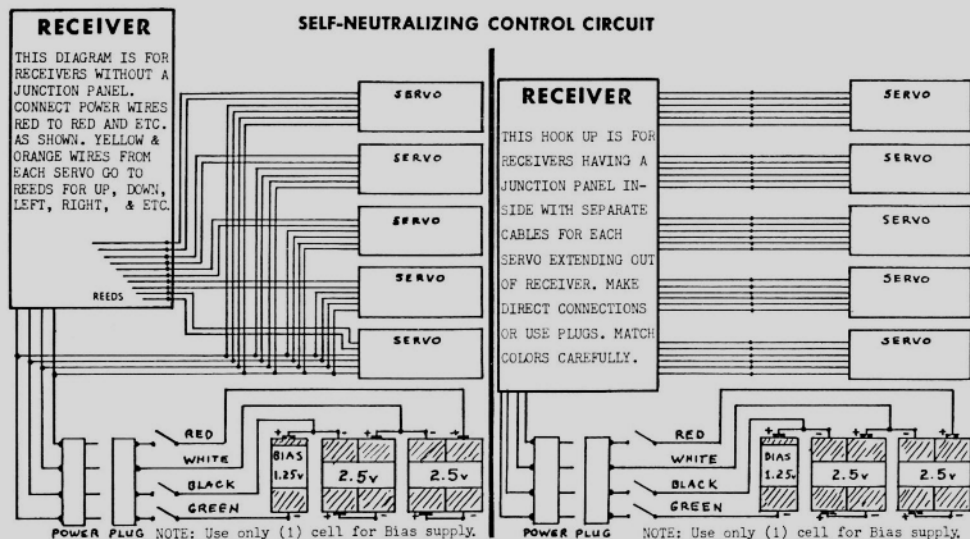 SELF-NEUTRALIZING CONTROL CIRCUIT
RECEIVER
THIS DIAGRAM IS FOR
RECEIVERS WITHOUT A
JUNCTION PANEL.
CONNECT POWER WIRES
RED TO RED AND ETC.
AS SHOWN. YELLOW &
ORANGE WIRES FROM
EACH SERVO GO TO
REEDS FOR UP, DOWN,
LEFT, RIGHT, & ETC.
REEDS
SERVO
SERVO
SERVO
SERVO
SERVO
RED
WHITE
BLACK
GREEN
+ - + - +
BIAS
1.25v
2.5v
2.5v
- + - + -
POWER PLUG
NOTE: Use only (1) cell for Bias supply.
RECEIVER
THIS HOOK UP IS FOR
RECEIVERS HAVING A
JUNCTION PANEL IN-
SIDE WITH SEPARATE
CABLES FOR EACH
SERVO EXTENDING OUT
OF RECEIVER. MAKE
DIRECT CONNECTIONS
OR USE PLUGS. MATCH
COLORS CAREFULLY.
SERVO
SERVO
SERVO
SERVO
SERVO
RED
WHITE
BLACK
GREEN
+ - + - +
BIAS
1.25v
2.5v
2.5v
- + - + -
POWER PLUG
NOTE: Use only (1) cell for Bias supply.